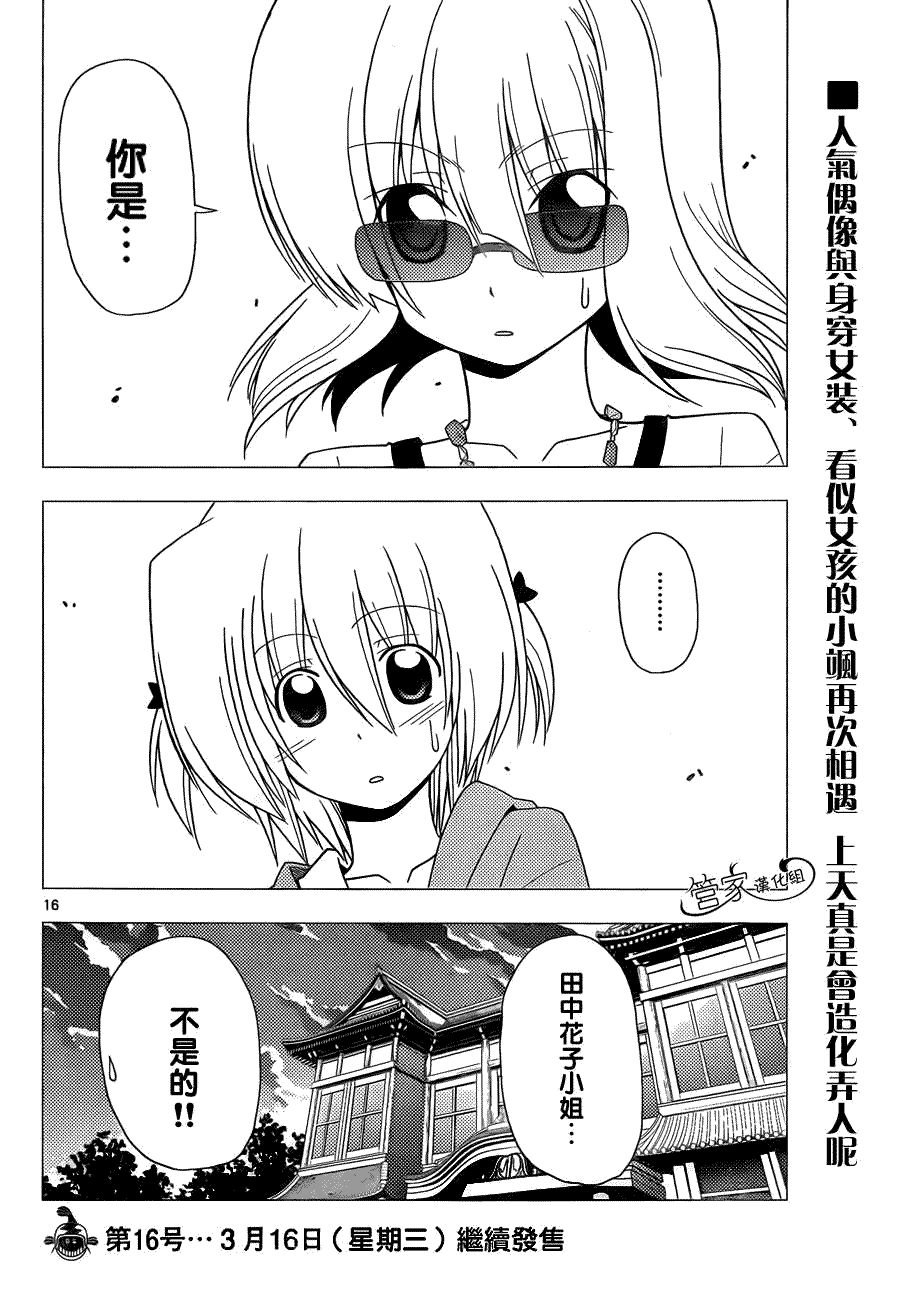 ■人氣偶像與身穿女裝、看似女孩的小颯再次相遇 上天真是會造化弄人呢
你是…
………
管家漢化組
16
田中花子小姐…
不是的!!
第16号…3月16日(星期三)繼續發售